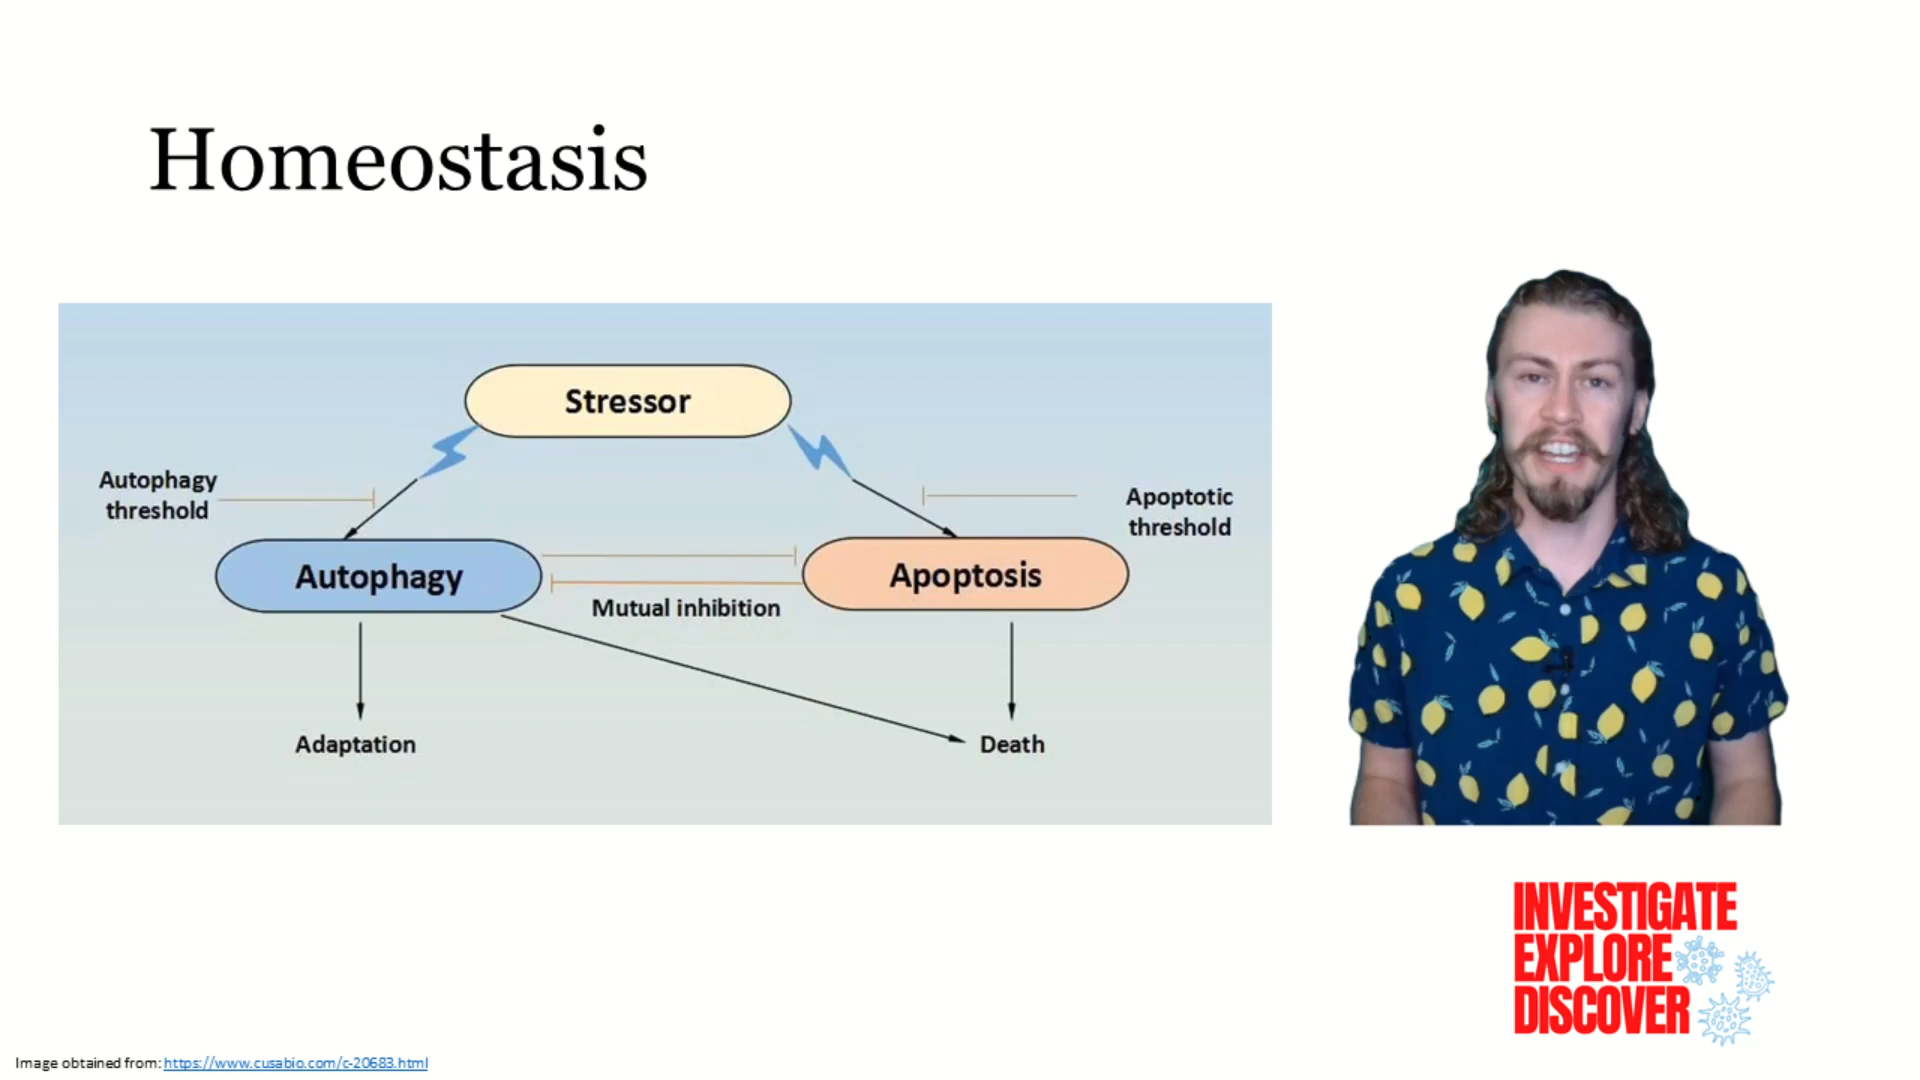 Homeostasis
Stressor
Autophagy
threshold
Apoptotic
threshold
Autophagy
Apoptosis
Mutual inhibition
Adaptation
Death
INVESTIGATE
EXPLORE
DISCOVER
Image obtained from: https://www.cusabio.com/c-20683.html